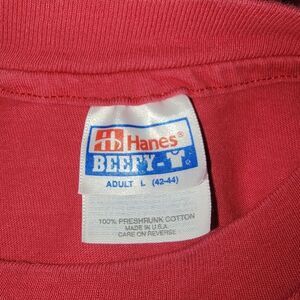 Hanes®
BEEFY-T
ADULT L (42-44)
100% PRESHRUNK COTTON
MADE IN U.S.A.
CARE ON REVERSE